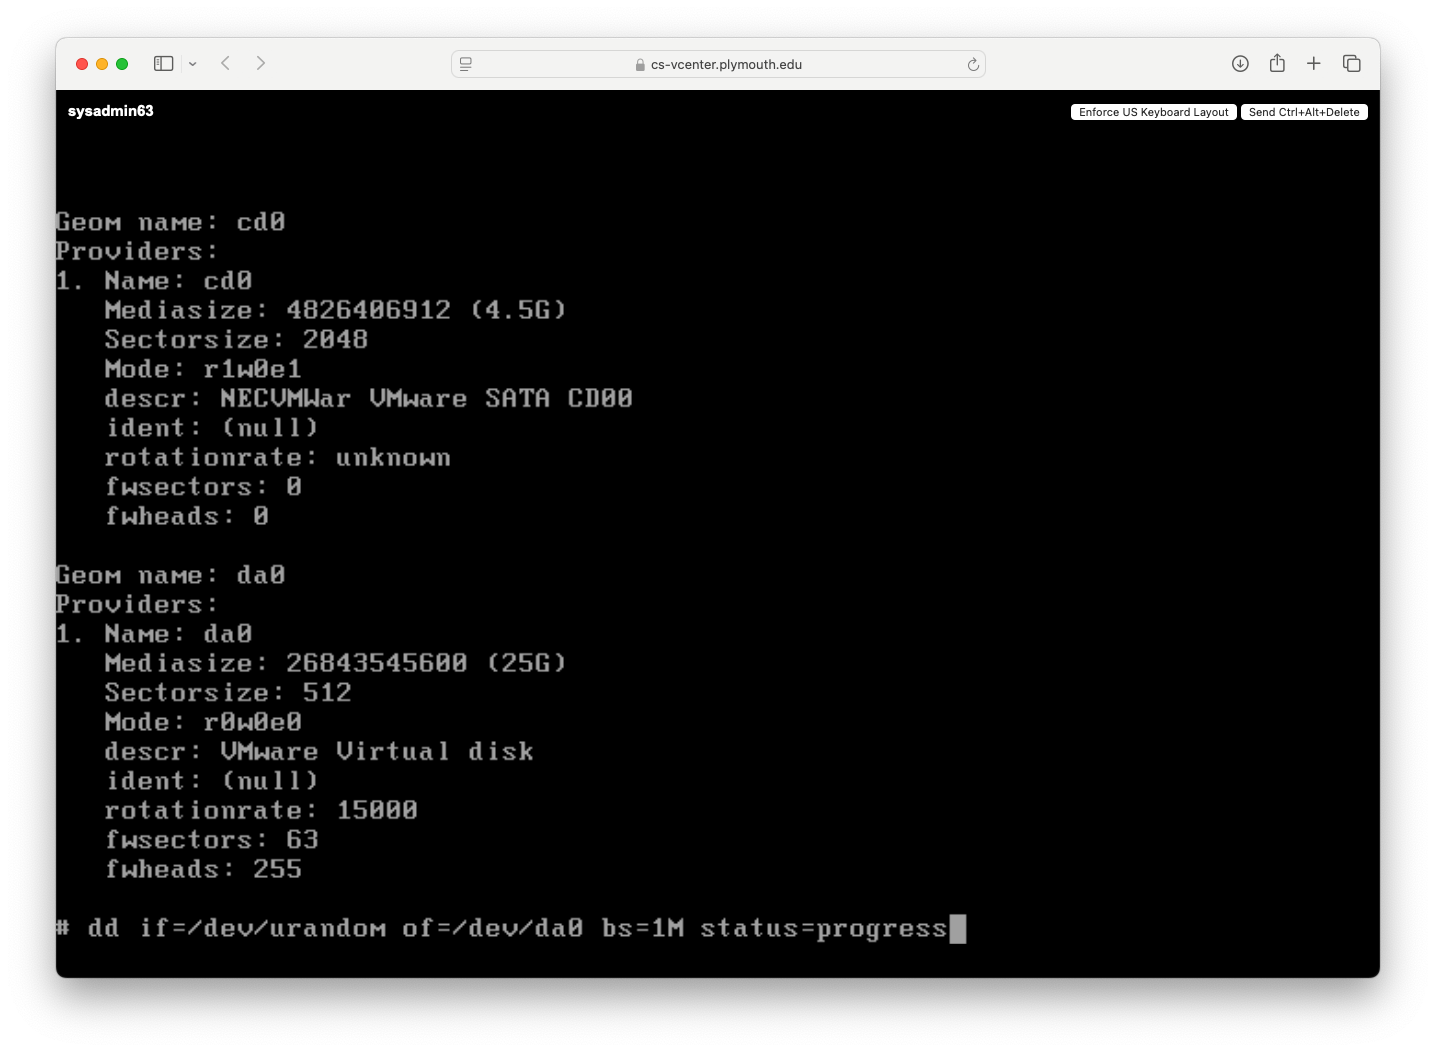 cs-vcenter.plymouth.edu
sysadmin63
Enforce US Keyboard Layout
Send Ctrl+Alt+Delete
Geom name: cd0
Providers:
1. Name: cd0
Mediasize: 4826406912 (4.5G)
Sectorsize: 2048
Mode: r1w0e1
descr: NECVMWar VMware SATA CD00
ident: (null)
rotationrate: unknown
fwsectors: 0
fwheads: 0
Geom name: da0
Providers:
1. Name: da0
Mediasize: 26843545600 (25G)
Sectorsize: 512
Mode: r0w0e0
descr: VMware Virtual disk
ident: (null)
rotationrate: 15000
fwsectors: 63
fwheads: 255
# dd if=/dev/urandom of=/dev/da0 bs=1M status=progress